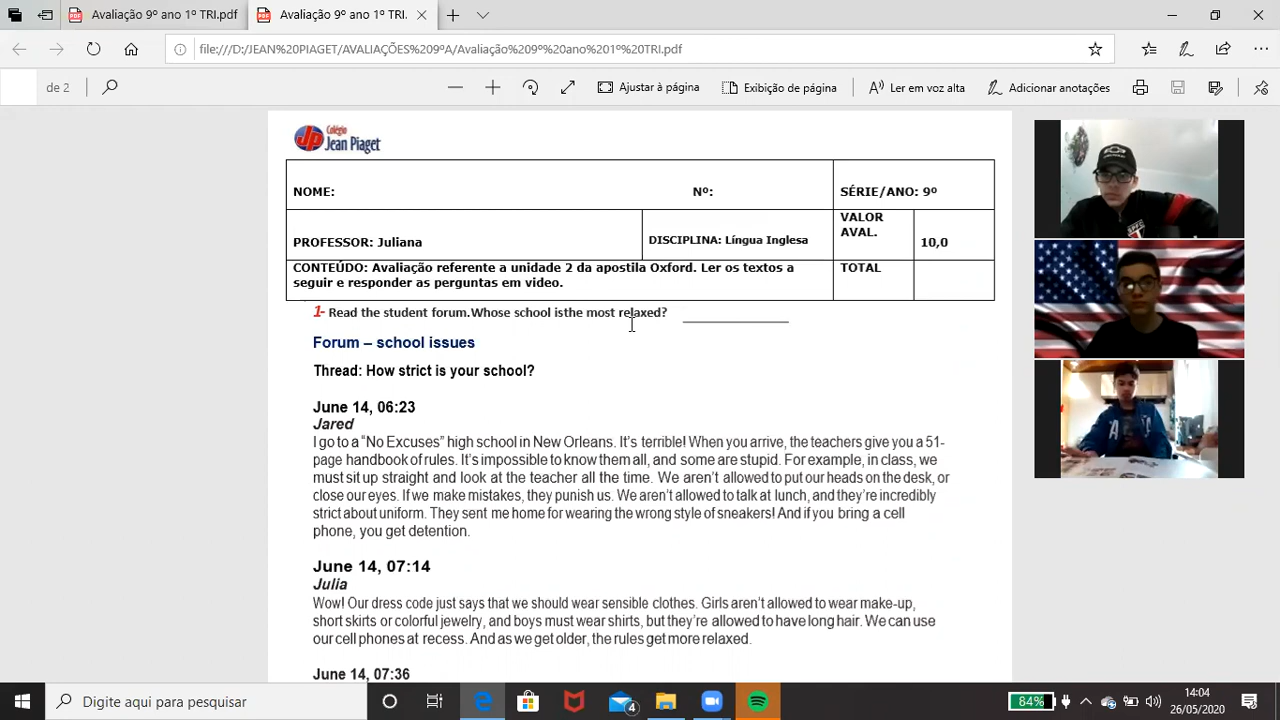 Avaliação 9º ano 1º TRI.pdf
Avaliação 9º ano 1º TRI.
file:///D:/JEAN%20PIAGET/AVALIAÇÕES%209ºA/Avaliação%209º%20ano%201º%20TRI.pdf
de 2
Ajustar à página
Exibição de página
Ler em voz alta
Adicionar anotações
Colégio
Jean Piaget
NOME:
Nº:
SÉRIE/ANO: 9º
PROFESSOR: Juliana
DISCIPLINA: Língua Inglesa
VALOR
AVAL.
10,0
CONTEÚDO: Avaliação referente a unidade 2 da apostila Oxford. Ler os textos a
seguir e responder as perguntas em video.
TOTAL
1- Read the student forum.Whose school isthe most relaxed?
Forum – school issues
Thread: How strict is your school?
June 14, 06:23
Jared
I go to a “No Excuses” high school in New Orleans. It’s terrible! When you arrive, the teachers give you a 51-
page handbook of rules. It’s impossible to know them all, and some are stupid. For example, in class, we
must sit up straight and look at the teacher all the time. We aren’t allowed to put our heads on the desk, or
close our eyes. If we make mistakes, they punish us. We aren’t allowed to talk at lunch, and they’re incredibly
strict about uniform. They sent me home for wearing the wrong style of sneakers! And if you bring a cell
phone, you get detention.
June 14, 07:14
Julia
Wow! Our dress code just says that we should wear sensible clothes. Girls aren’t allowed to wear make-up,
short skirts or colorful jewelry, and boys must wear shirts, but they’re allowed to have long hair. We can use
our cell phones at recess. And as we get older, the rules get more relaxed.
June 14, 07:36
Digite aqui para pesquisar
4
84%
14:04
26/05/2020